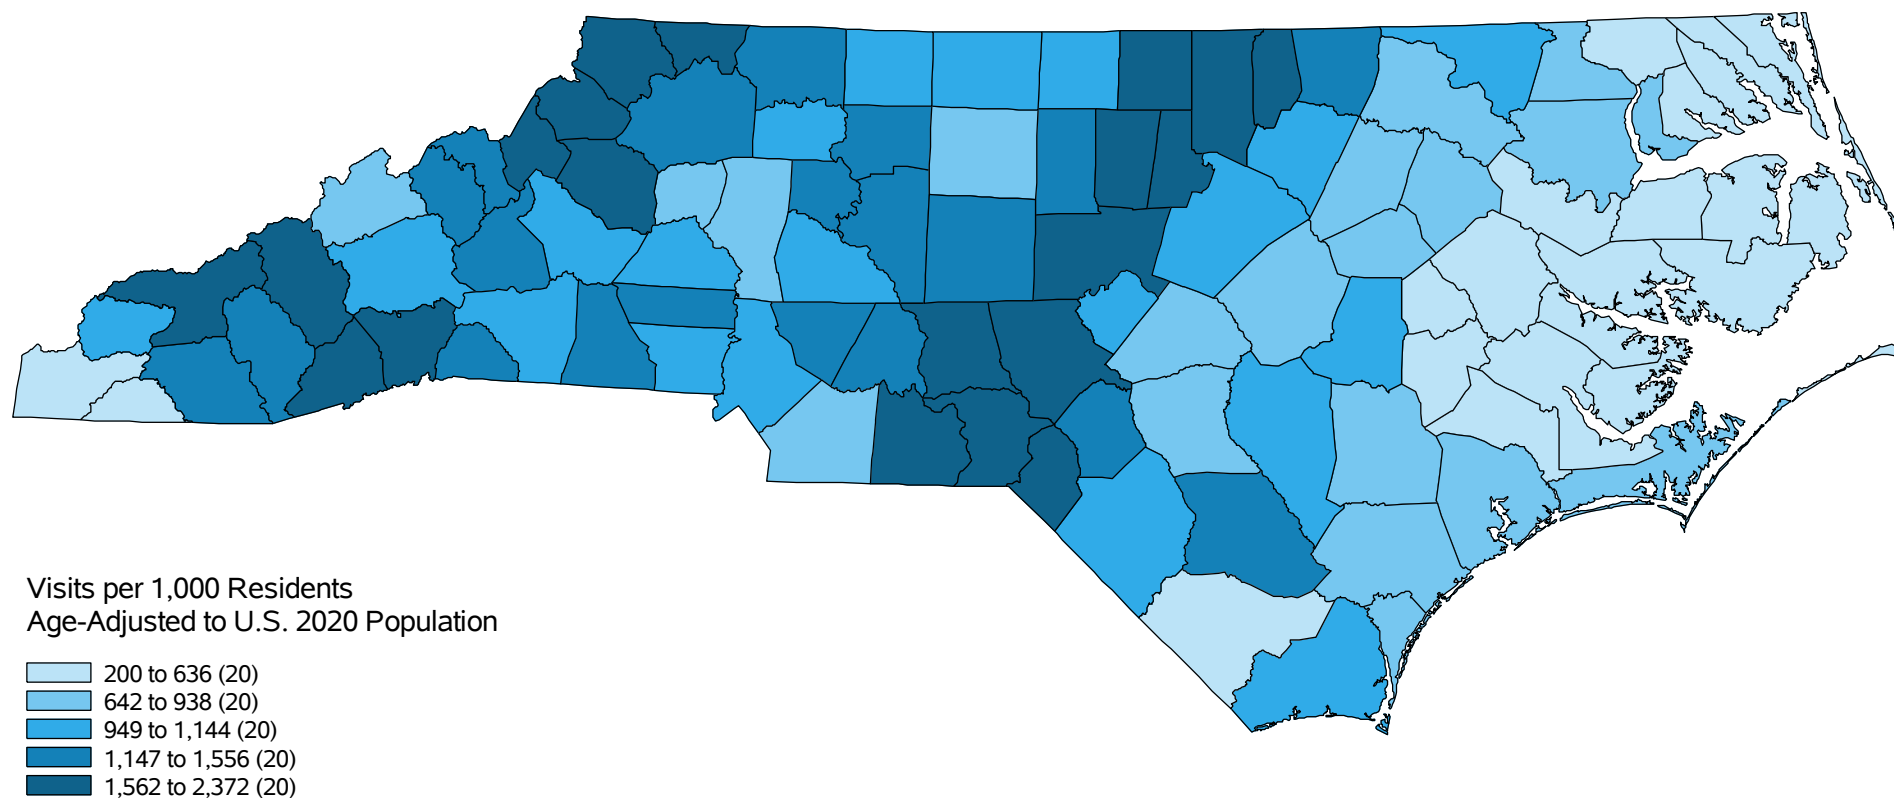 Visits per 1,000 Residents
Age-Adjusted to U.S. 2020 Population
200 to 636 (20)
642 to 938 (20)
949 to 1,144 (20)
1,147 to 1,556 (20)
1,562 to 2,372 (20)